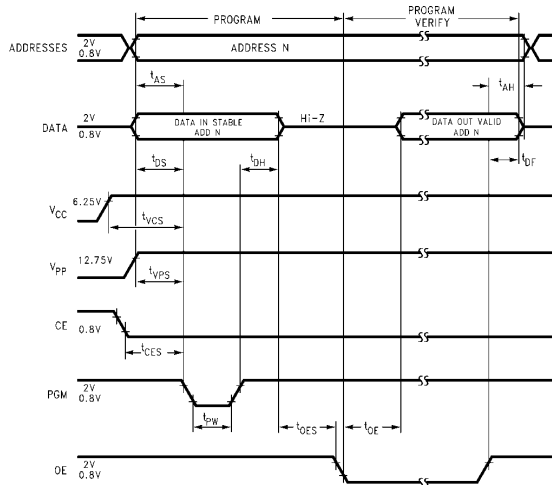 PROGRAM
PROGRAM
VERIFY
ADDRESSES
2V
0.8V
ADDRESS N
tAS
tAH
DATA
2V
0.8V
DATA IN STABLE
ADD N
Hi-Z
DATA OUT VALID
ADD N
tDS
tDH
tDF
VCC
6.25V
tVCS
VPP
12.75V
tVPS
CE
0.8V
tCES
PGM
2V
0.8V
tPW
tOES
tOE
OE
2V
0.8V